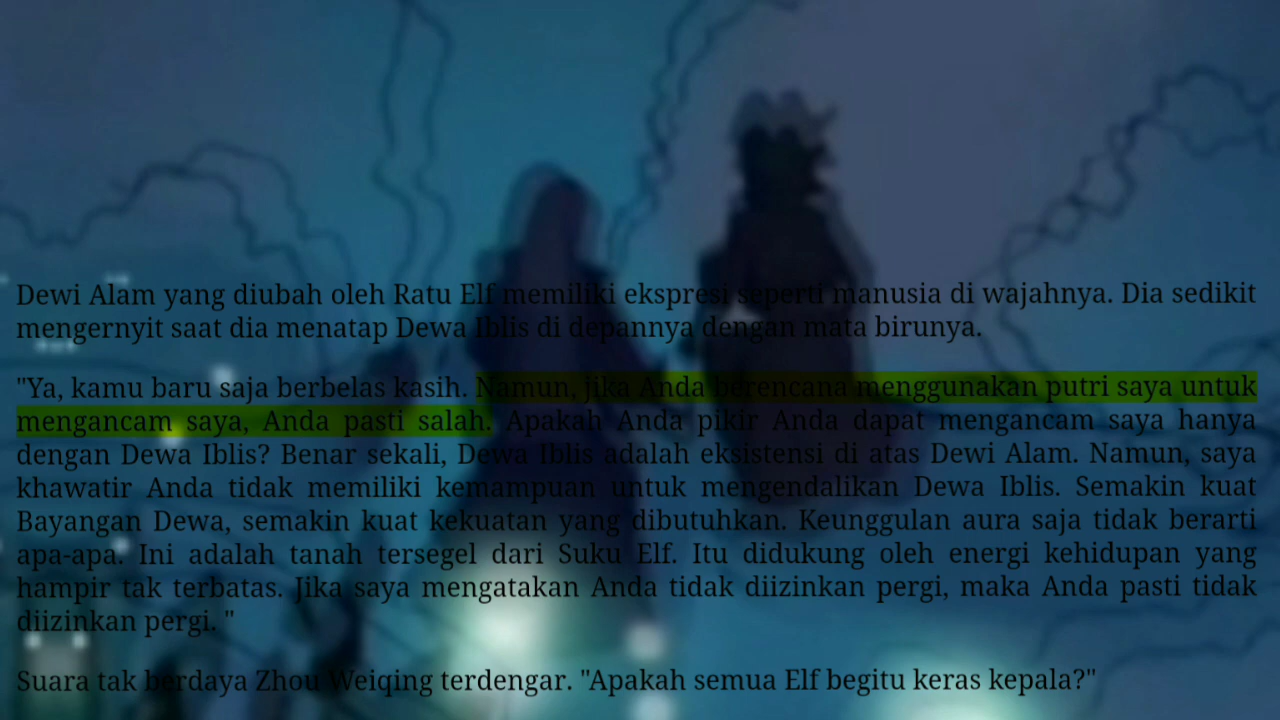 Dewi Alam yang diubah oleh Ratu Elf memiliki ekspresi seperti manusia di wajahnya. Dia sedikit
mengernyit saat dia menatap Dewa Iblis di depannya dengan mata birunya.
"Ya, kamu baru saja berbelas kasih. Namun, jika Anda berencana menggunakan putri saya untuk
mengancam saya, Anda pasti salah. Apakah Anda pikir Anda dapat mengancam saya hanya
dengan Dewa Iblis? Benar sekali, Dewa Iblis adalah eksistensi di atas Dewi Alam. Namun, saya
khawatir Anda tidak memiliki kemampuan untuk mengendalikan Dewa Iblis. Semakin kuat
Bayangan Dewa, semakin kuat kekuatan yang dibutuhkan. Keunggulan aura saja tidak berarti
apa-apa. Ini adalah tanah tersegel dari Suku Elf. Itu didukung oleh energi kehidupan yang
hampir tak terbatas. Jika saya mengatakan Anda tidak diizinkan pergi, maka Anda pasti tidak
diizinkan pergi. "
Suara tak berdaya Zhou Weiqing terdengar. "Apakah semua Elf begitu keras kepala?"